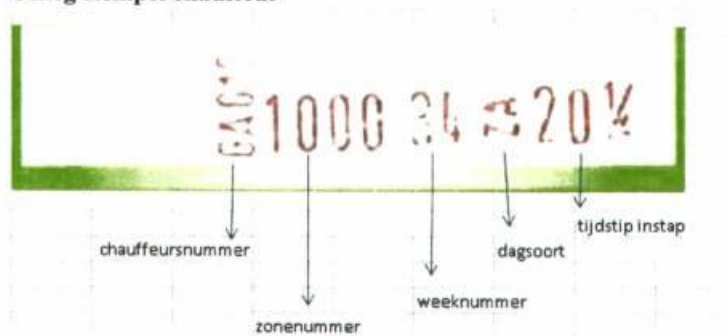 1000 34 20
chauffeursnummer
tijdstip instap
dagsoort
weeknummer
zonenummer